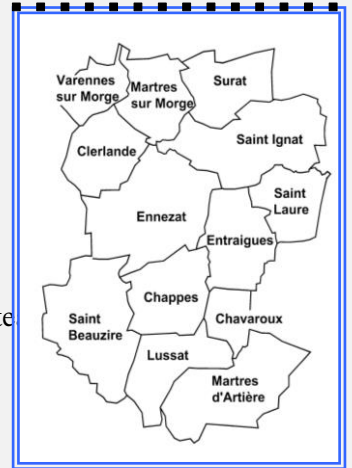 Varennes
sur Morge
Martres
sur Morge
Surat
Clerlande
Saint Ignat
Saint
Laure
Ennezat
Entraigues
Chappes
Saint
Beauzire
Chavaroux
te
Lussat
Martres
d'Artière